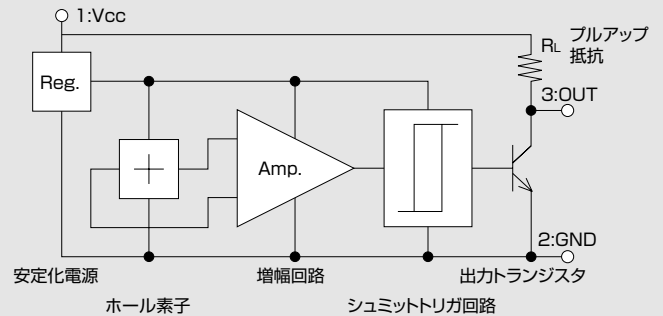 1:Vcc
RL プルアップ
抵抗
Reg.
3:OUT
Amp.
2:GND
安定化電源
増幅回路
出力トランジスタ
ホール素子
シュミットトリガ回路